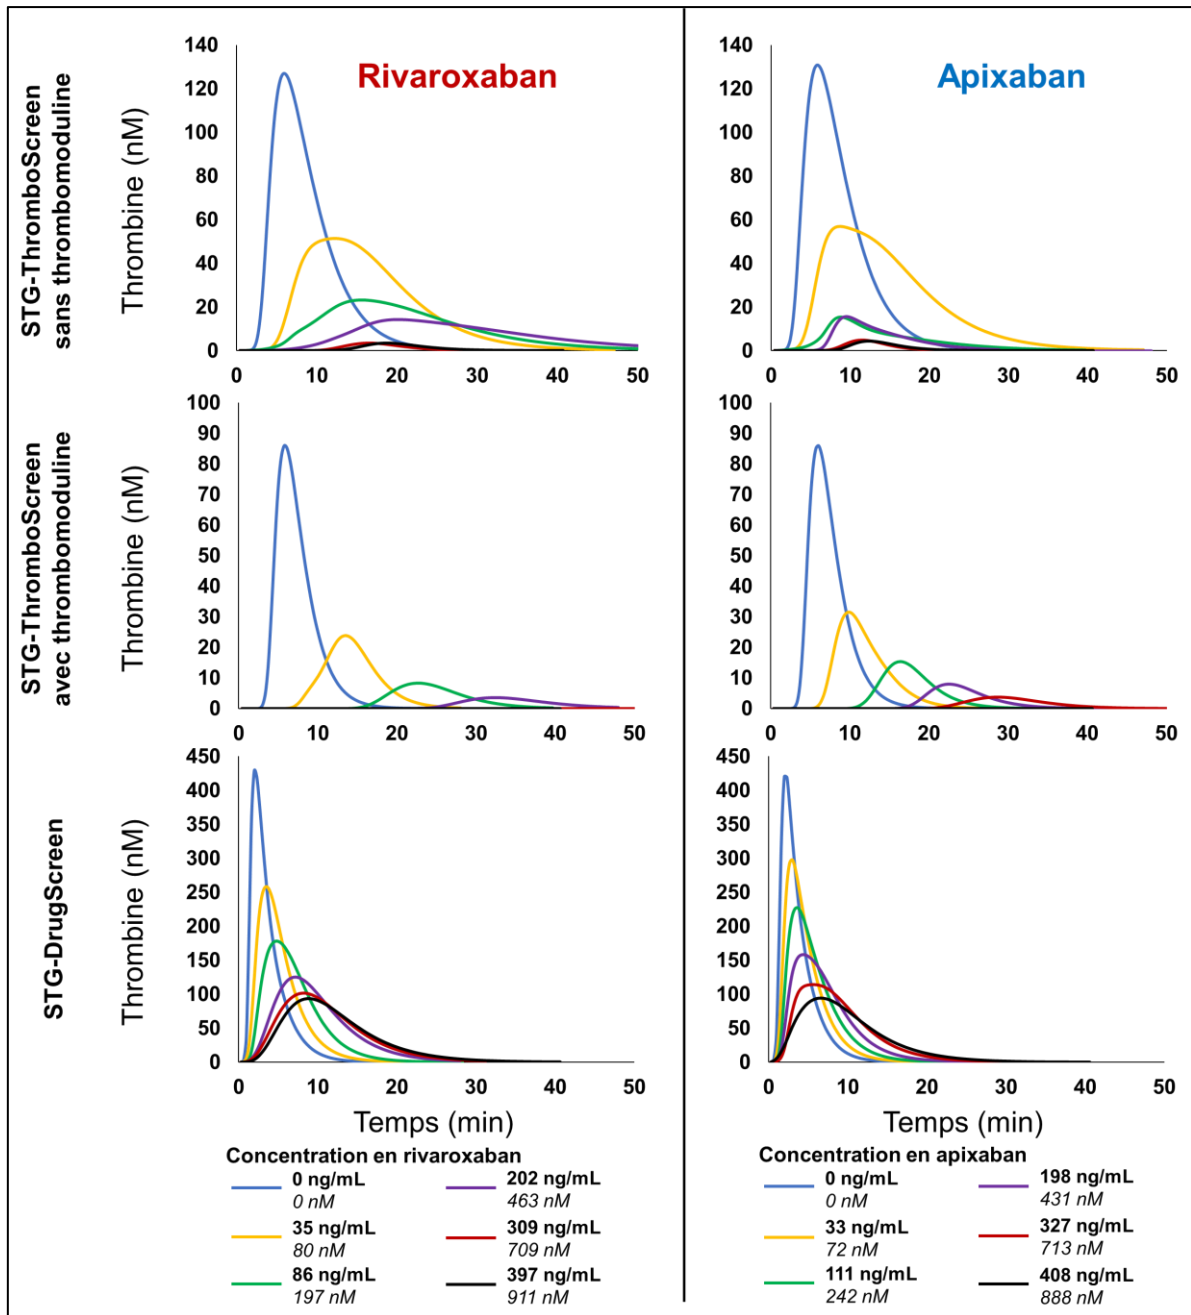 Rivaroxaban
Apixaban
STG-ThromboScreen
sans thrombomoduline
Thrombine (nM)
140
120
100
80
60
40
20
0
0 10 20 30 40 50
140
120
100
80
60
40
20
0
0 10 20 30 40 50
STG-ThromboScreen
avec thrombomoduline
Thrombine (nM)
100
90
80
70
60
50
40
30
20
10
0
0 10 20 30 40 50
100
90
80
70
60
50
40
30
20
10
0
0 10 20 30 40 50
STG-DrugScreen
Thrombine (nM)
450
400
350
300
250
200
150
100
50
0
0 10 20 30 40 50
Temps (min)
450
400
350
300
250
200
150
100
50
0
0 10 20 30 40 50
Temps (min)
Concentration en rivaroxaban
0 ng/mL
0 nM
35 ng/mL
80 nM
86 ng/mL
197 nM
202 ng/mL
463 nM
309 ng/mL
709 nM
397 ng/mL
911 nM
Concentration en apixaban
0 ng/mL
0 nM
33 ng/mL
72 nM
111 ng/mL
242 nM
198 ng/mL
431 nM
327 ng/mL
713 nM
408 ng/mL
888 nM